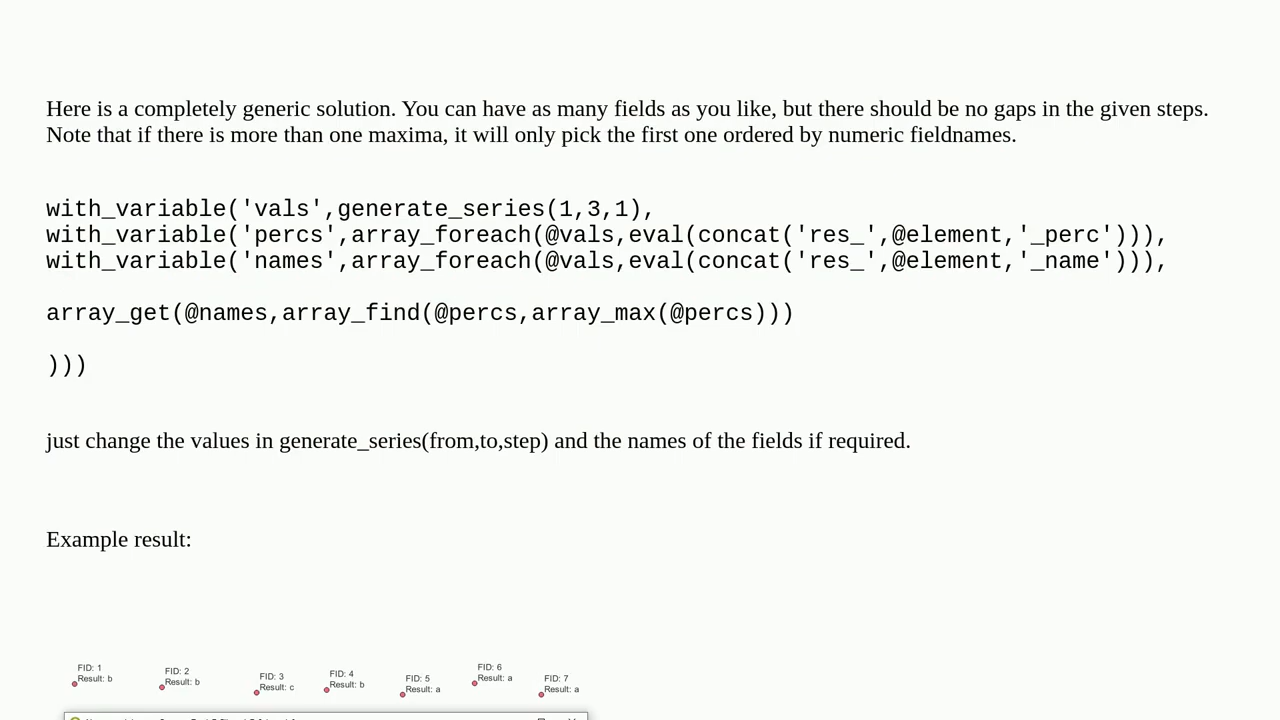 Here is a completely generic solution. You can have as many fields as you like, but there should be no gaps in the given steps.
Note that if there is more than one maxima, it will only pick the first one ordered by numeric fieldnames.
with_variable('vals',generate_series(1,3,1),
with_variable('percs',array_foreach(@vals,eval(concat('res_',@element,'_perc'))),
with_variable('names',array_foreach(@vals,eval(concat('res_',@element,'_name'))),
array_get(@names,array_find(@percs,array_max(@percs)))
)))
just change the values in generate_series(from,to,step) and the names of the fields if required.
Example result:
FID: 1
Result: b
FID: 2
Result: b
FID: 3
Result: c
FID: 4
Result: b
FID: 5
Result: a
FID: 6
Result: a
FID: 7
Result: a